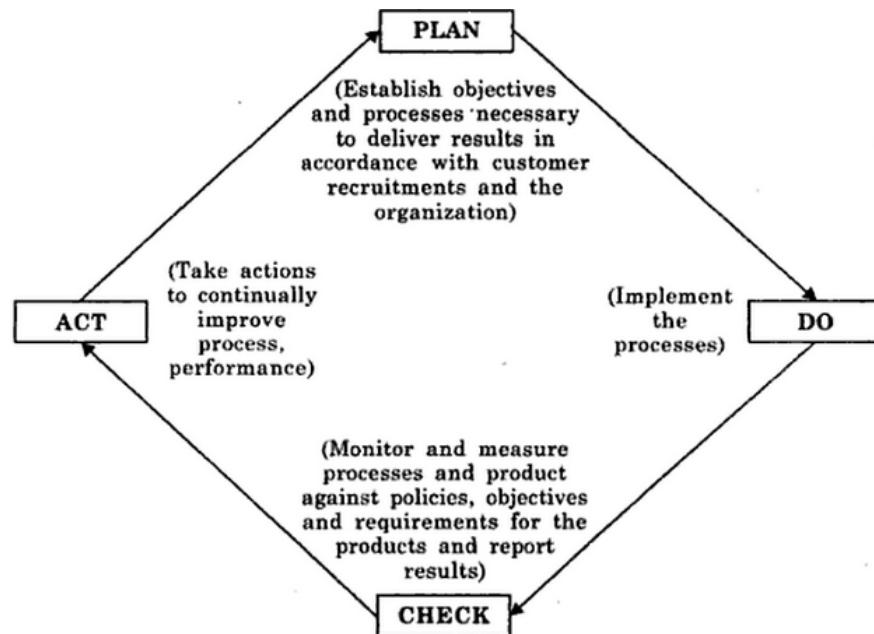 PLAN
(Establish objectives
and processes necessary
to deliver results in
accordance with customer
recruitments and the
organization)
(Take actions
to continually
improve
process,
performance)
ACT
(Implement
the
processes)
DO
(Monitor and measure
processes and product
against policies, objectives
and requirements for the
products and report
results)
CHECK